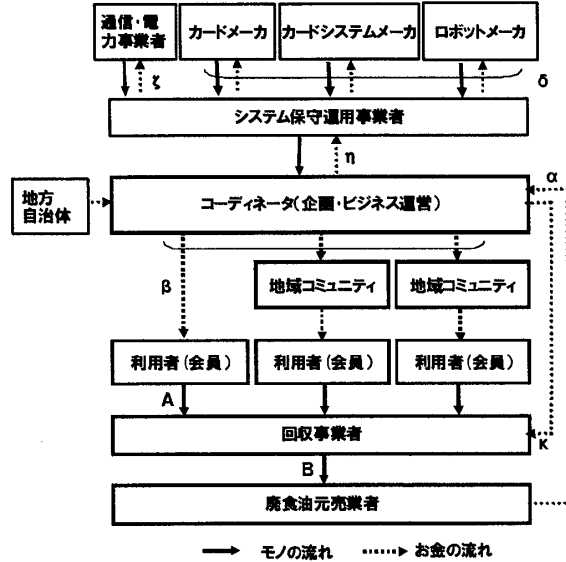 通信・電
力事業者
カードメーカ
カードシステムメーカ
ロボットメーカ
ζ
δ
システム保守運用事業者
η
α
地方
自治体
コーディネータ(企画・ビジネス運営)
β
地域コミュニティ
地域コミュニティ
利用者(会員)
利用者(会員)
利用者(会員)
A
回収事業者
κ
B
廃食油元売業者
モノの流れ
お金の流れ